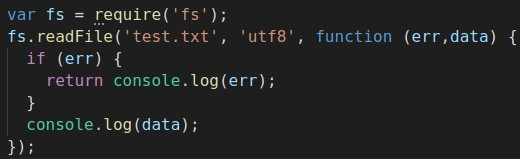 var fs = require('fs');
fs.readFile('test.txt', 'utf8', function (err,data) {
  if (err) {
    return console.log(err);
  }
  console.log(data);
});